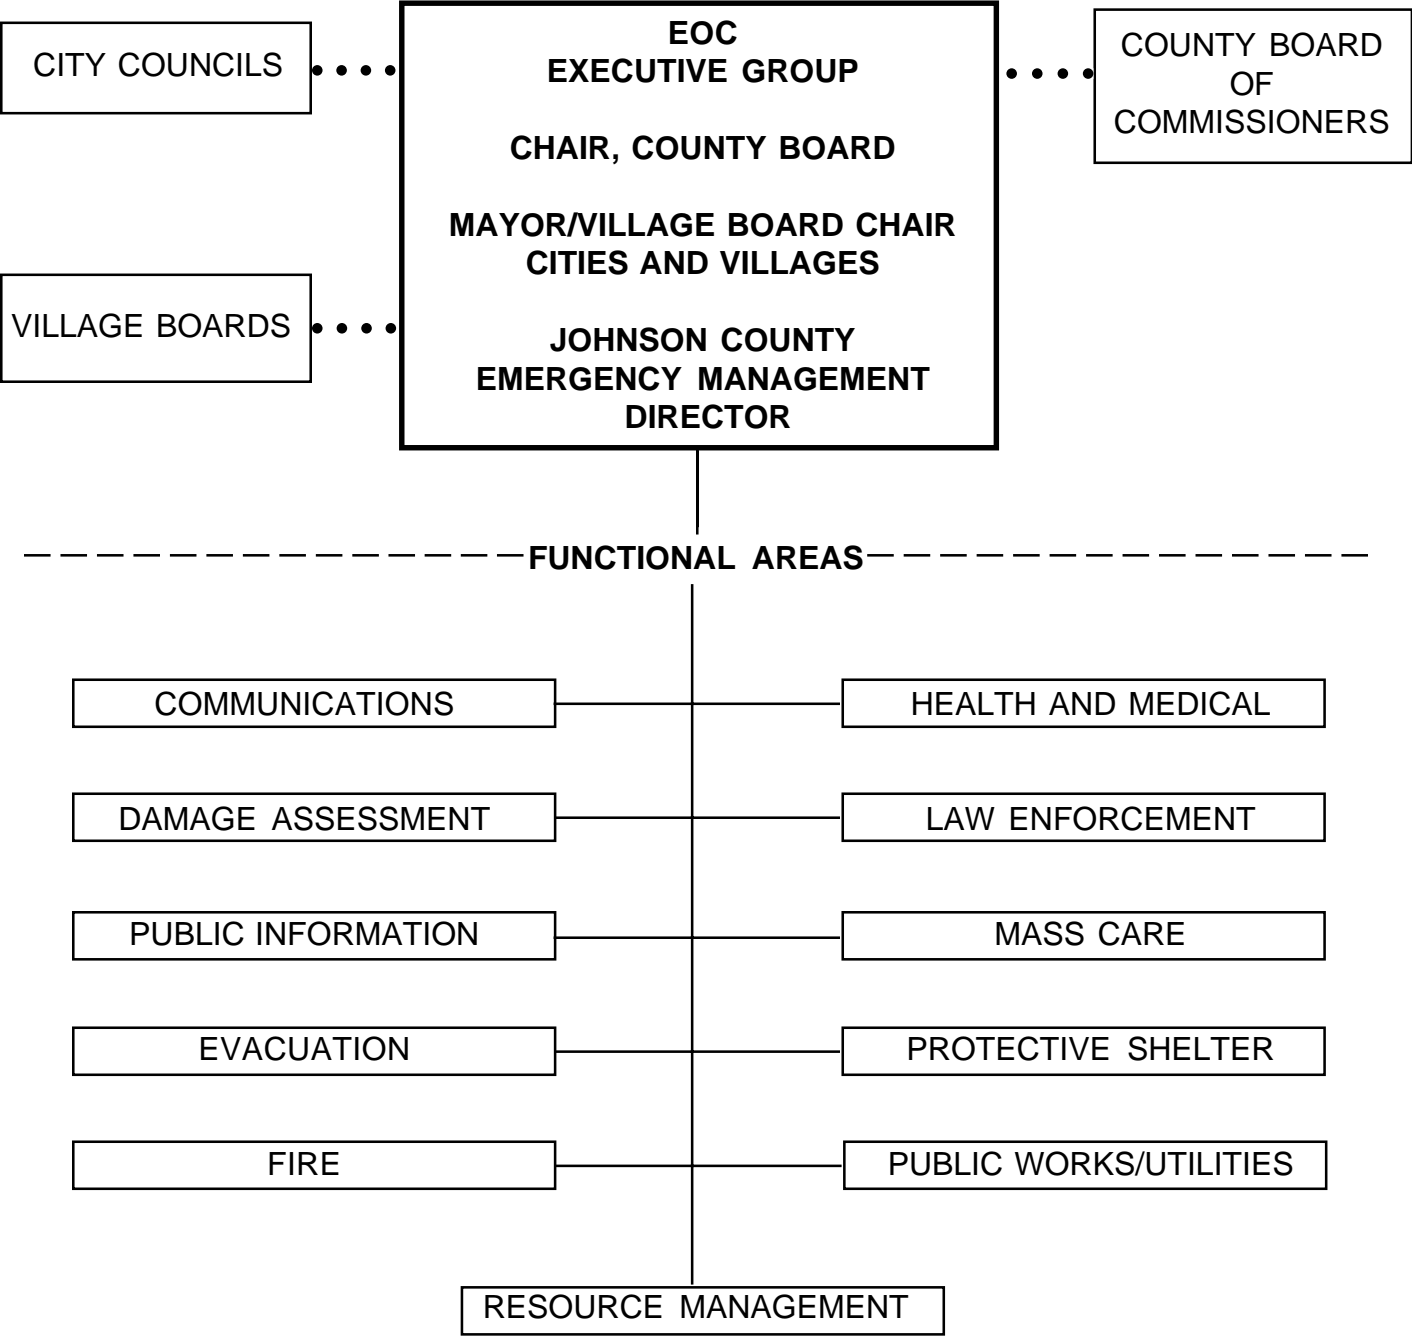 CITY COUNCILS
EOC
EXECUTIVE GROUP
CHAIR, COUNTY BOARD
MAYOR/VILLAGE BOARD CHAIR
CITIES AND VILLAGES
JOHNSON COUNTY
EMERGENCY MANAGEMENT
DIRECTOR
COUNTY BOARD
OF
COMMISSIONERS
VILLAGE BOARDS
FUNCTIONAL AREAS
COMMUNICATIONS
HEALTH AND MEDICAL
DAMAGE ASSESSMENT
LAW ENFORCEMENT
PUBLIC INFORMATION
MASS CARE
EVACUATION
PROTECTIVE SHELTER
FIRE
PUBLIC WORKS/UTILITIES
RESOURCE MANAGEMENT